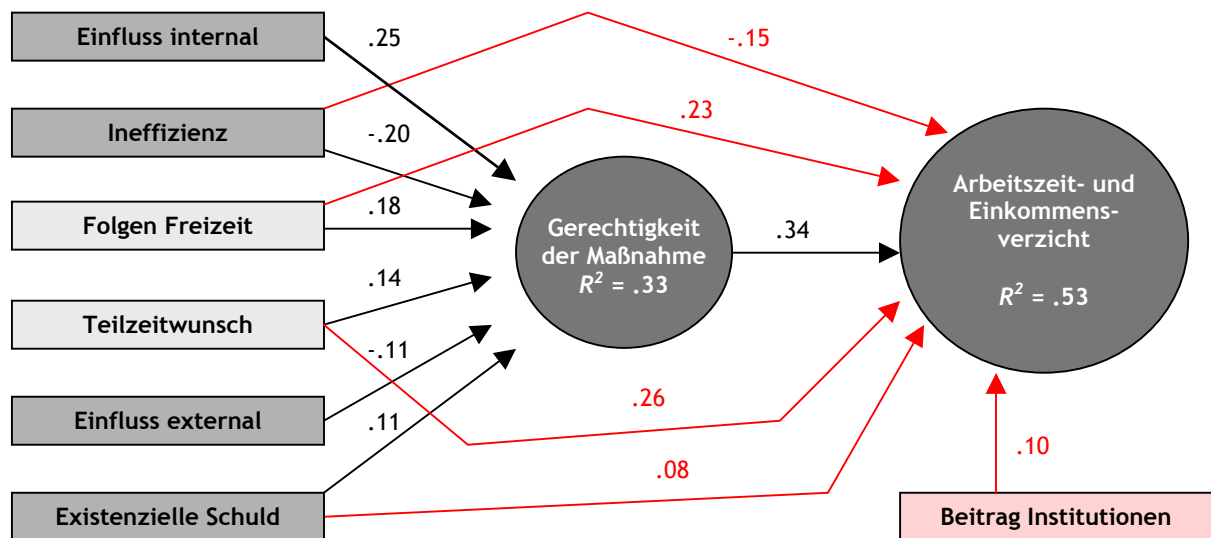 Einfluss internal
.25
-.15
Ineffizienz
-.20
.23
Folgen Freizeit
.18
Gerechtigkeit
der Maßnahme
R² = .33
.34
Arbeitszeit- und
Einkommens-
verzicht
R² = .53
Teilzeitwunsch
.14
-.11
.26
Einfluss external
.11
.08
.10
Existenzielle Schuld
Beitrag Institutionen